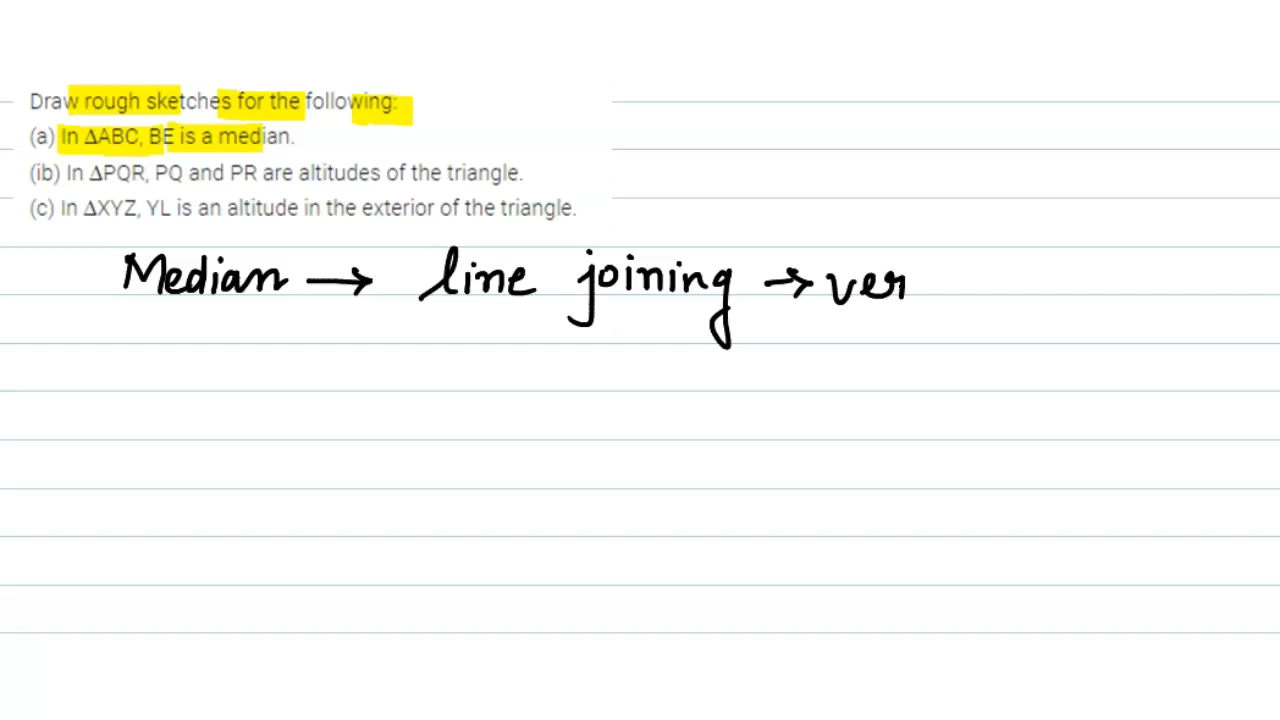 Draw rough sketches for the following:
(a) In ΔABC, BE is a median.
(ib) In ΔPQR, PQ and PR are altitudes of the triangle.
(c) In ΔXYZ, YL is an altitude in the exterior of the triangle.
Median → line joining → ver